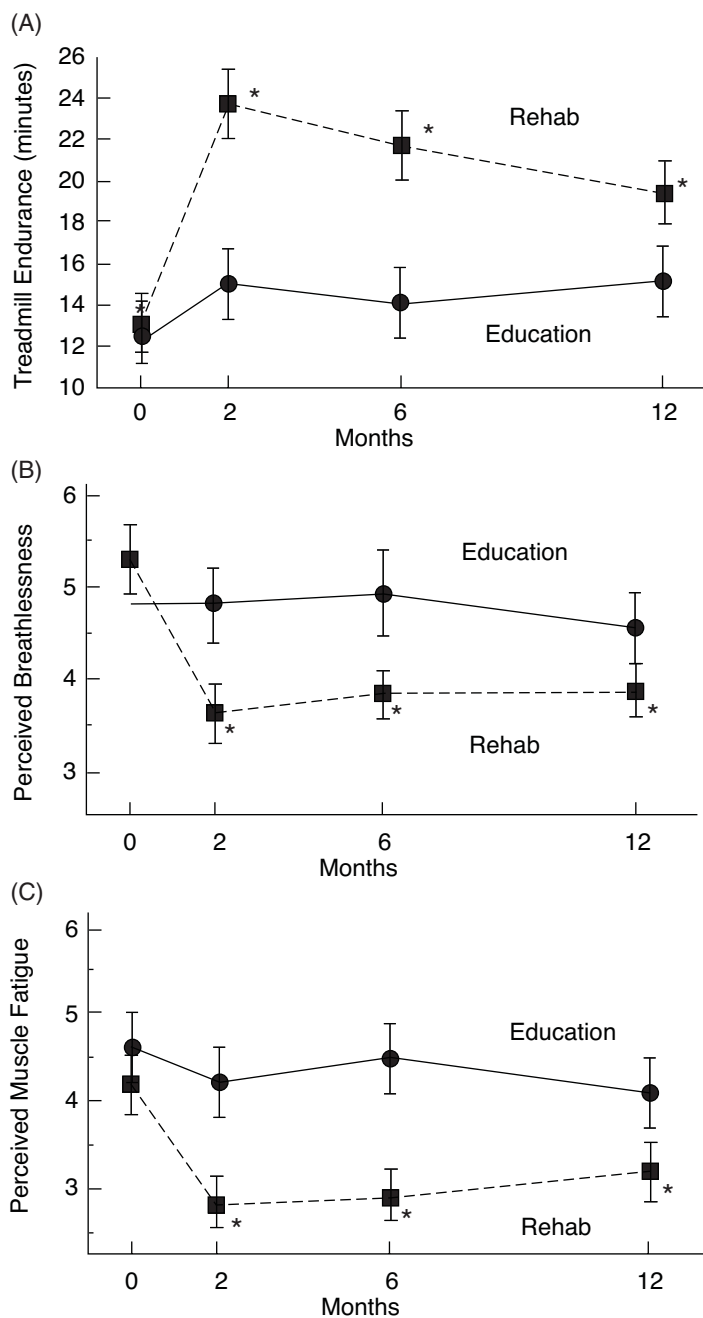 (A)
26
24
22
20
18
16
14
12
10
Treadmill Endurance (minutes)
*
*
*
*
Rehab
Education
0
2
6
12
Months
(B)
6
5
4
3
Perceived Breathlessness
Education
*
*
*
Rehab
0
2
6
12
Months
(C)
6
5
4
3
Perceived Muscle Fatigue
Education
*
*
*
Rehab
0
2
6
12
Months